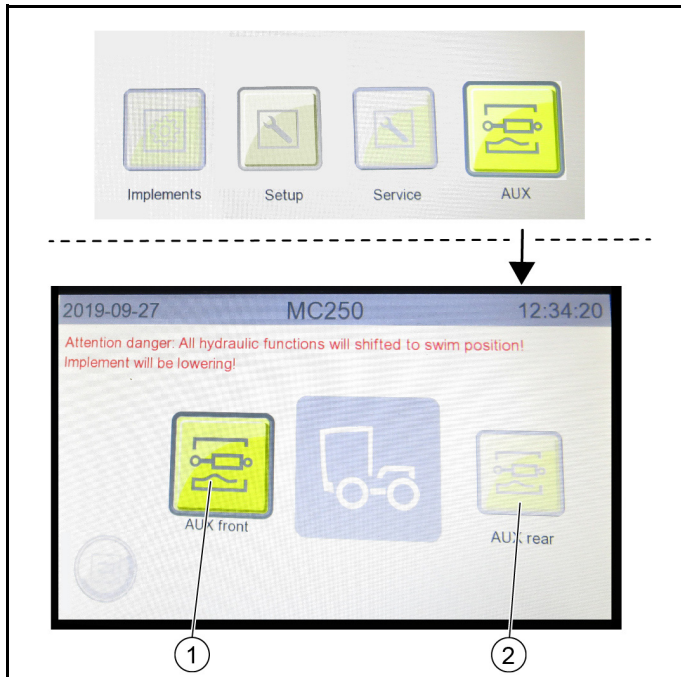 Implements Setup Service AUX
2019-09-27 MC250 12:34:20
Attention danger: All hydraulic functions will shifted to swim position!
Implement will be lowering!
AUX front
AUX rear
1 2